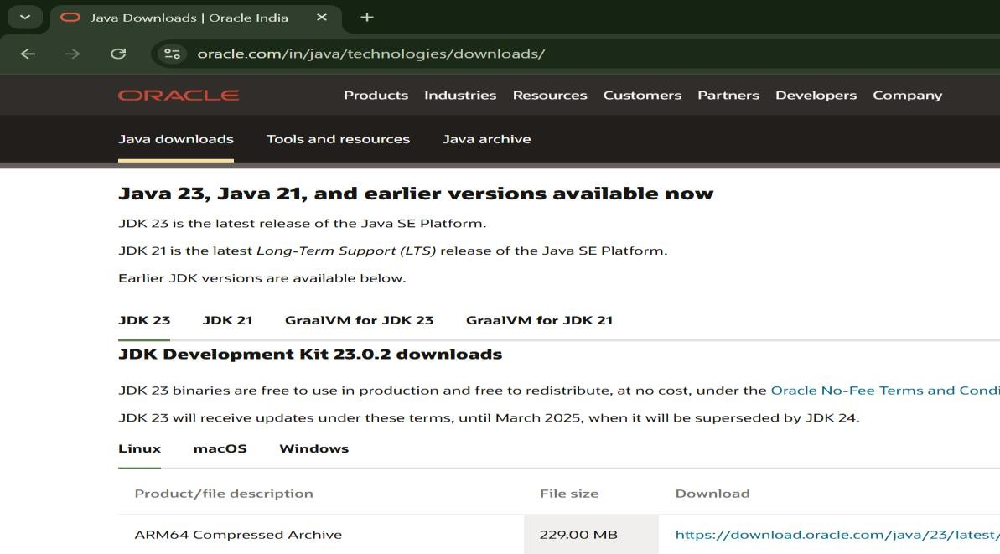 Java Downloads | Oracle India
oracle.com/in/java/technologies/downloads/
ORACLE
Products Industries Resources Customers Partners Developers Company
Java downloads Tools and resources Java archive
Java 23, Java 21, and earlier versions available now
JDK 23 is the latest release of the Java SE Platform.
JDK 21 is the latest Long-Term Support (LTS) release of the Java SE Platform.
Earlier JDK versions are available below.
JDK 23 JDK 21 GraalVM for JDK 23 GraalVM for JDK 21
JDK Development Kit 23.0.2 downloads
JDK 23 binaries are free to use in production and free to redistribute, at no cost, under the Oracle No-Fee Terms and Condi
JDK 23 will receive updates under these terms, until March 2025, when it will be superseded by JDK 24.
Linux macOS Windows
Product/file description File size Download
ARM64 Compressed Archive 229.00 MB https://download.oracle.com/java/23/latest/